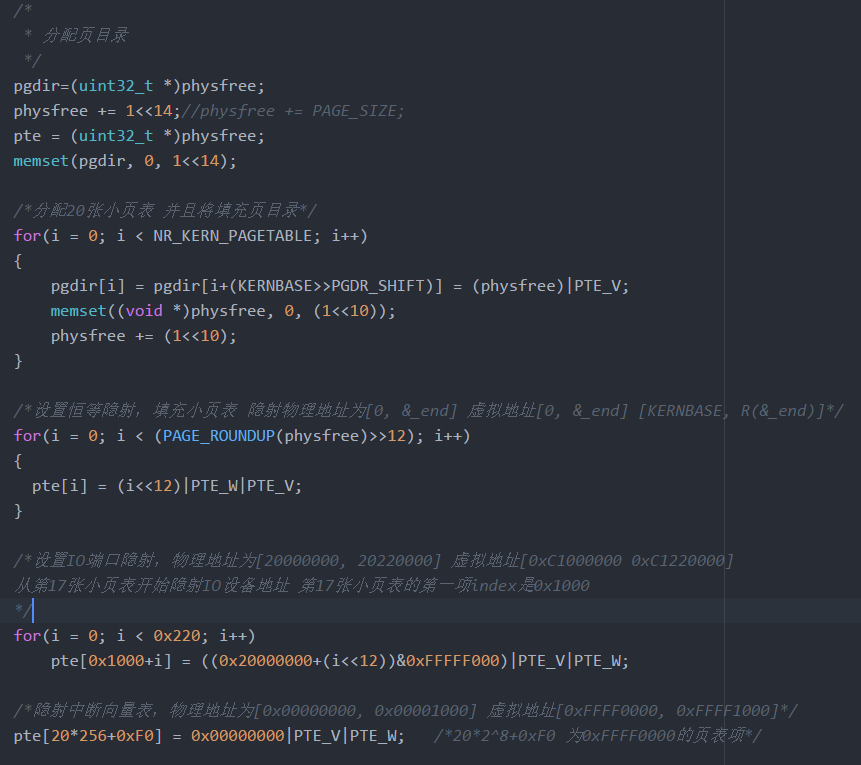 /*
 * 分配页目录
 */
pgdir=(uint32_t *)physfree;
physfree += 1<<14;//physfree += PAGE_SIZE;
pte = (uint32_t *)physfree;
memset(pgdir, 0, 1<<14);
/*分配20张小页表 并且将填充页目录*/
for(i = 0; i < NR_KERN_PAGETABLE; i++)
{
    pgdir[i] = pgdir[i+(KERNBASE>>PGDR_SHIFT)] = (physfree)|PTE_V;
    memset((void *)physfree, 0, (1<<10));
    physfree += (1<<10);
}
/*设置恒等隐射，填充小页表 隐射物理地址为[0, &_end] 虚拟地址[0, &_end] [KERNBASE, R(&_end)]*/
for(i = 0; i < (PAGE_ROUNDUP(physfree)>>12); i++)
{
  pte[i] = (i<<12)|PTE_W|PTE_V;
}
/*设置IO端口隐射，物理地址为[20000000, 20220000] 虚拟地址[0xC1000000 0xC1220000]
从第17张小页表开始隐射IO设备地址 第17张小页表的第一项index是0x1000
*/
for(i = 0; i < 0x220; i++)
    pte[0x1000+i] = ((0x20000000+(i<<12))&0xFFFFF000)|PTE_V|PTE_W;
/*隐射中断向量表，物理地址为[0x00000000, 0x00001000] 虚拟地址[0xFFFF0000, 0xFFFF1000]*/
pte[20*256+0xF0] = 0x00000000|PTE_V|PTE_W;   /*20*2^8+0xF0 为0xFFFF0000的页表项*/